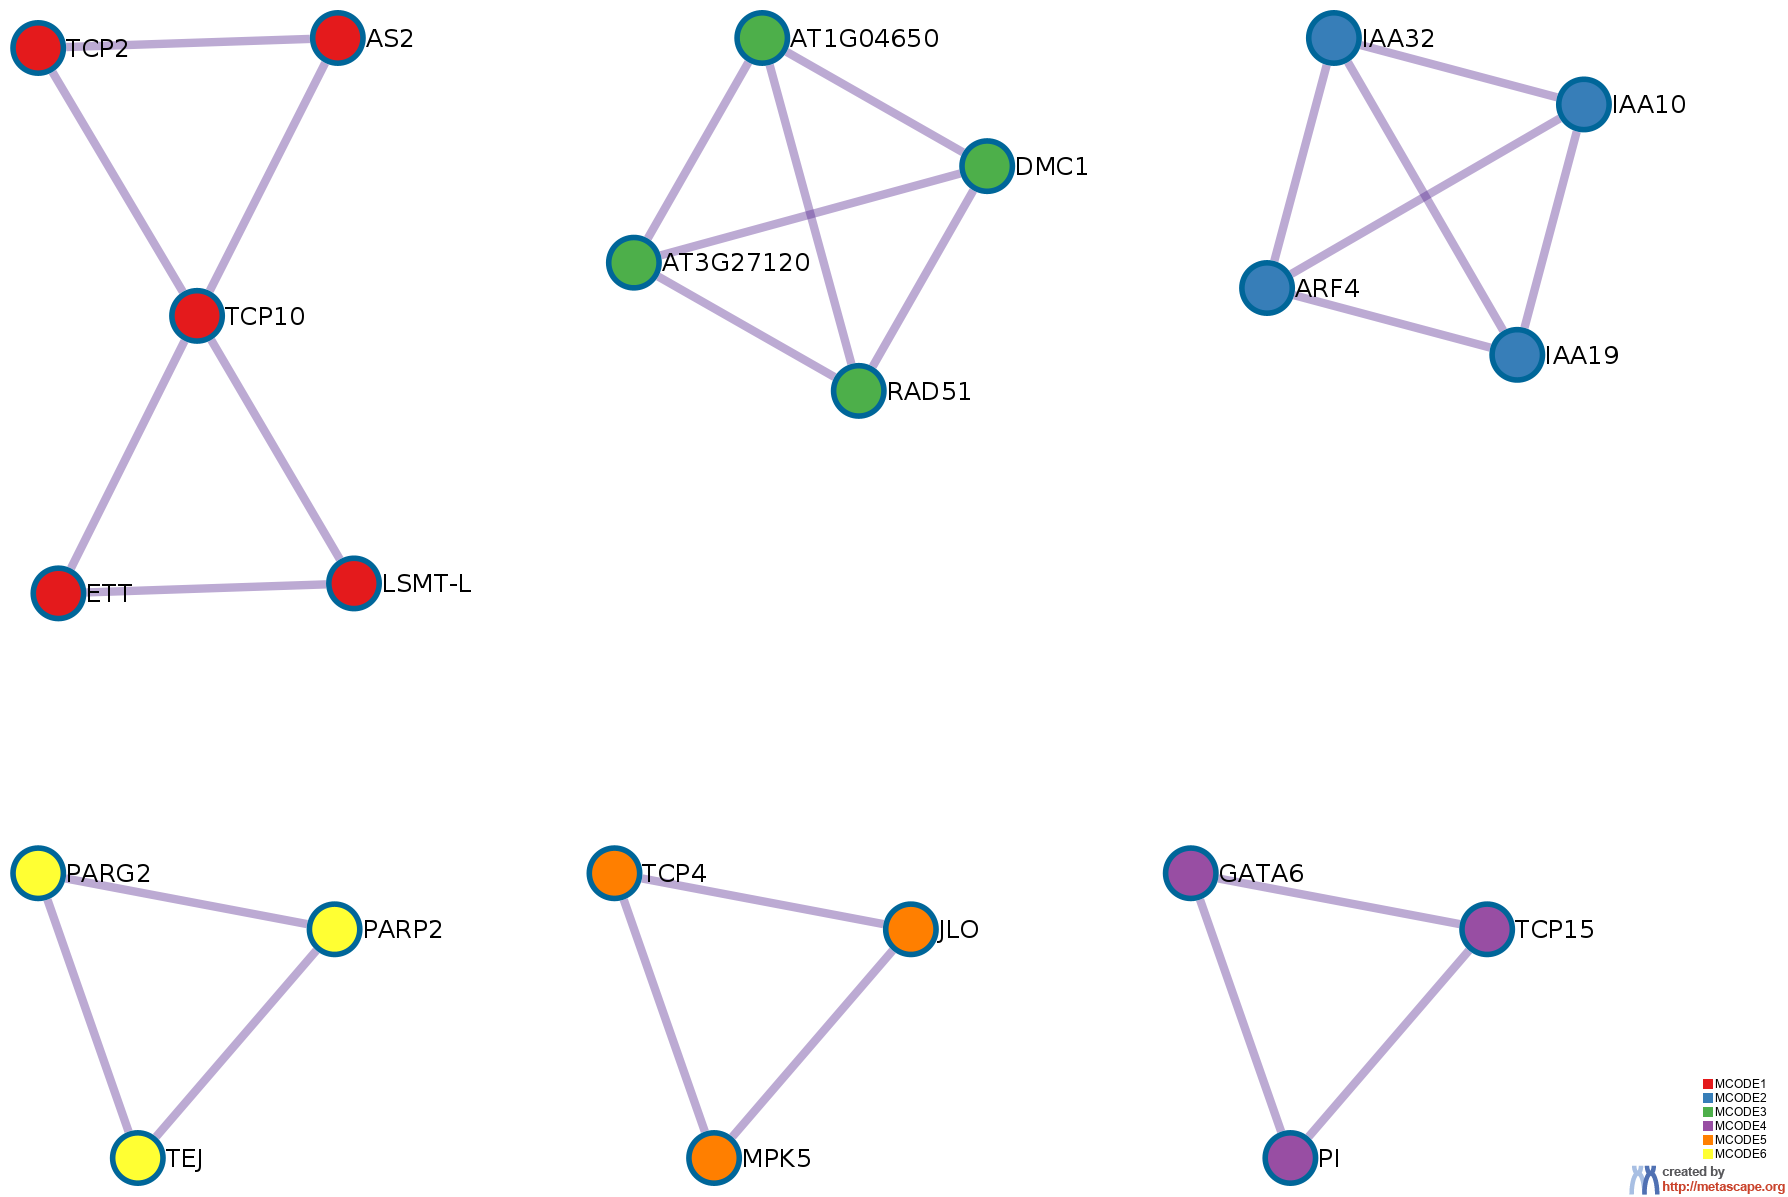 TCP2
AS2
AT1G04650
IAA32
IAA10
DMC1
AT3G27120
ARF4
TCP10
IAA19
RAD51
ETT
LSMT-L
PARG2
TCP4
GATA6
PARP2
JLO
TCP15
TEJ
MPK5
PI
MCODE1
MCODE2
MCODE3
MCODE4
MCODE5
MCODE6
created by
http://metascape.org